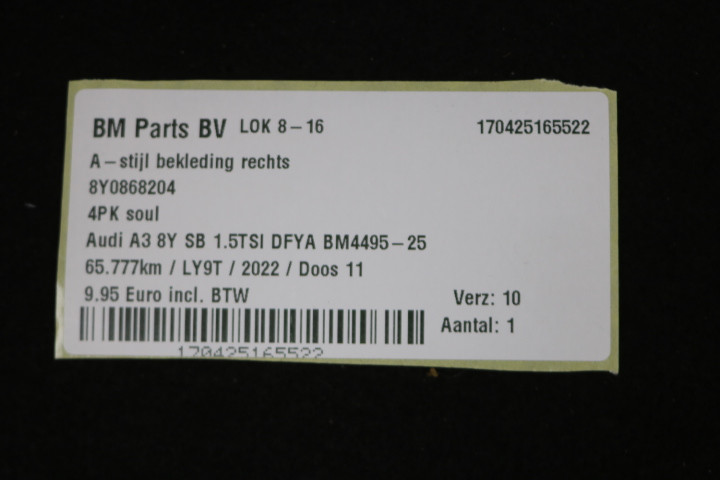 BM Parts BV LOK 8-16 170425165522
A-stijl bekleding rechts
8Y0868204
4PK soul
Audi A3 8Y SB 1.5TSI DFYA BM4495-25
65.777km / LY9T / 2022 / Doos 11
9.95 Euro incl. BTW Verz: 10
Aantal: 1
170425165522